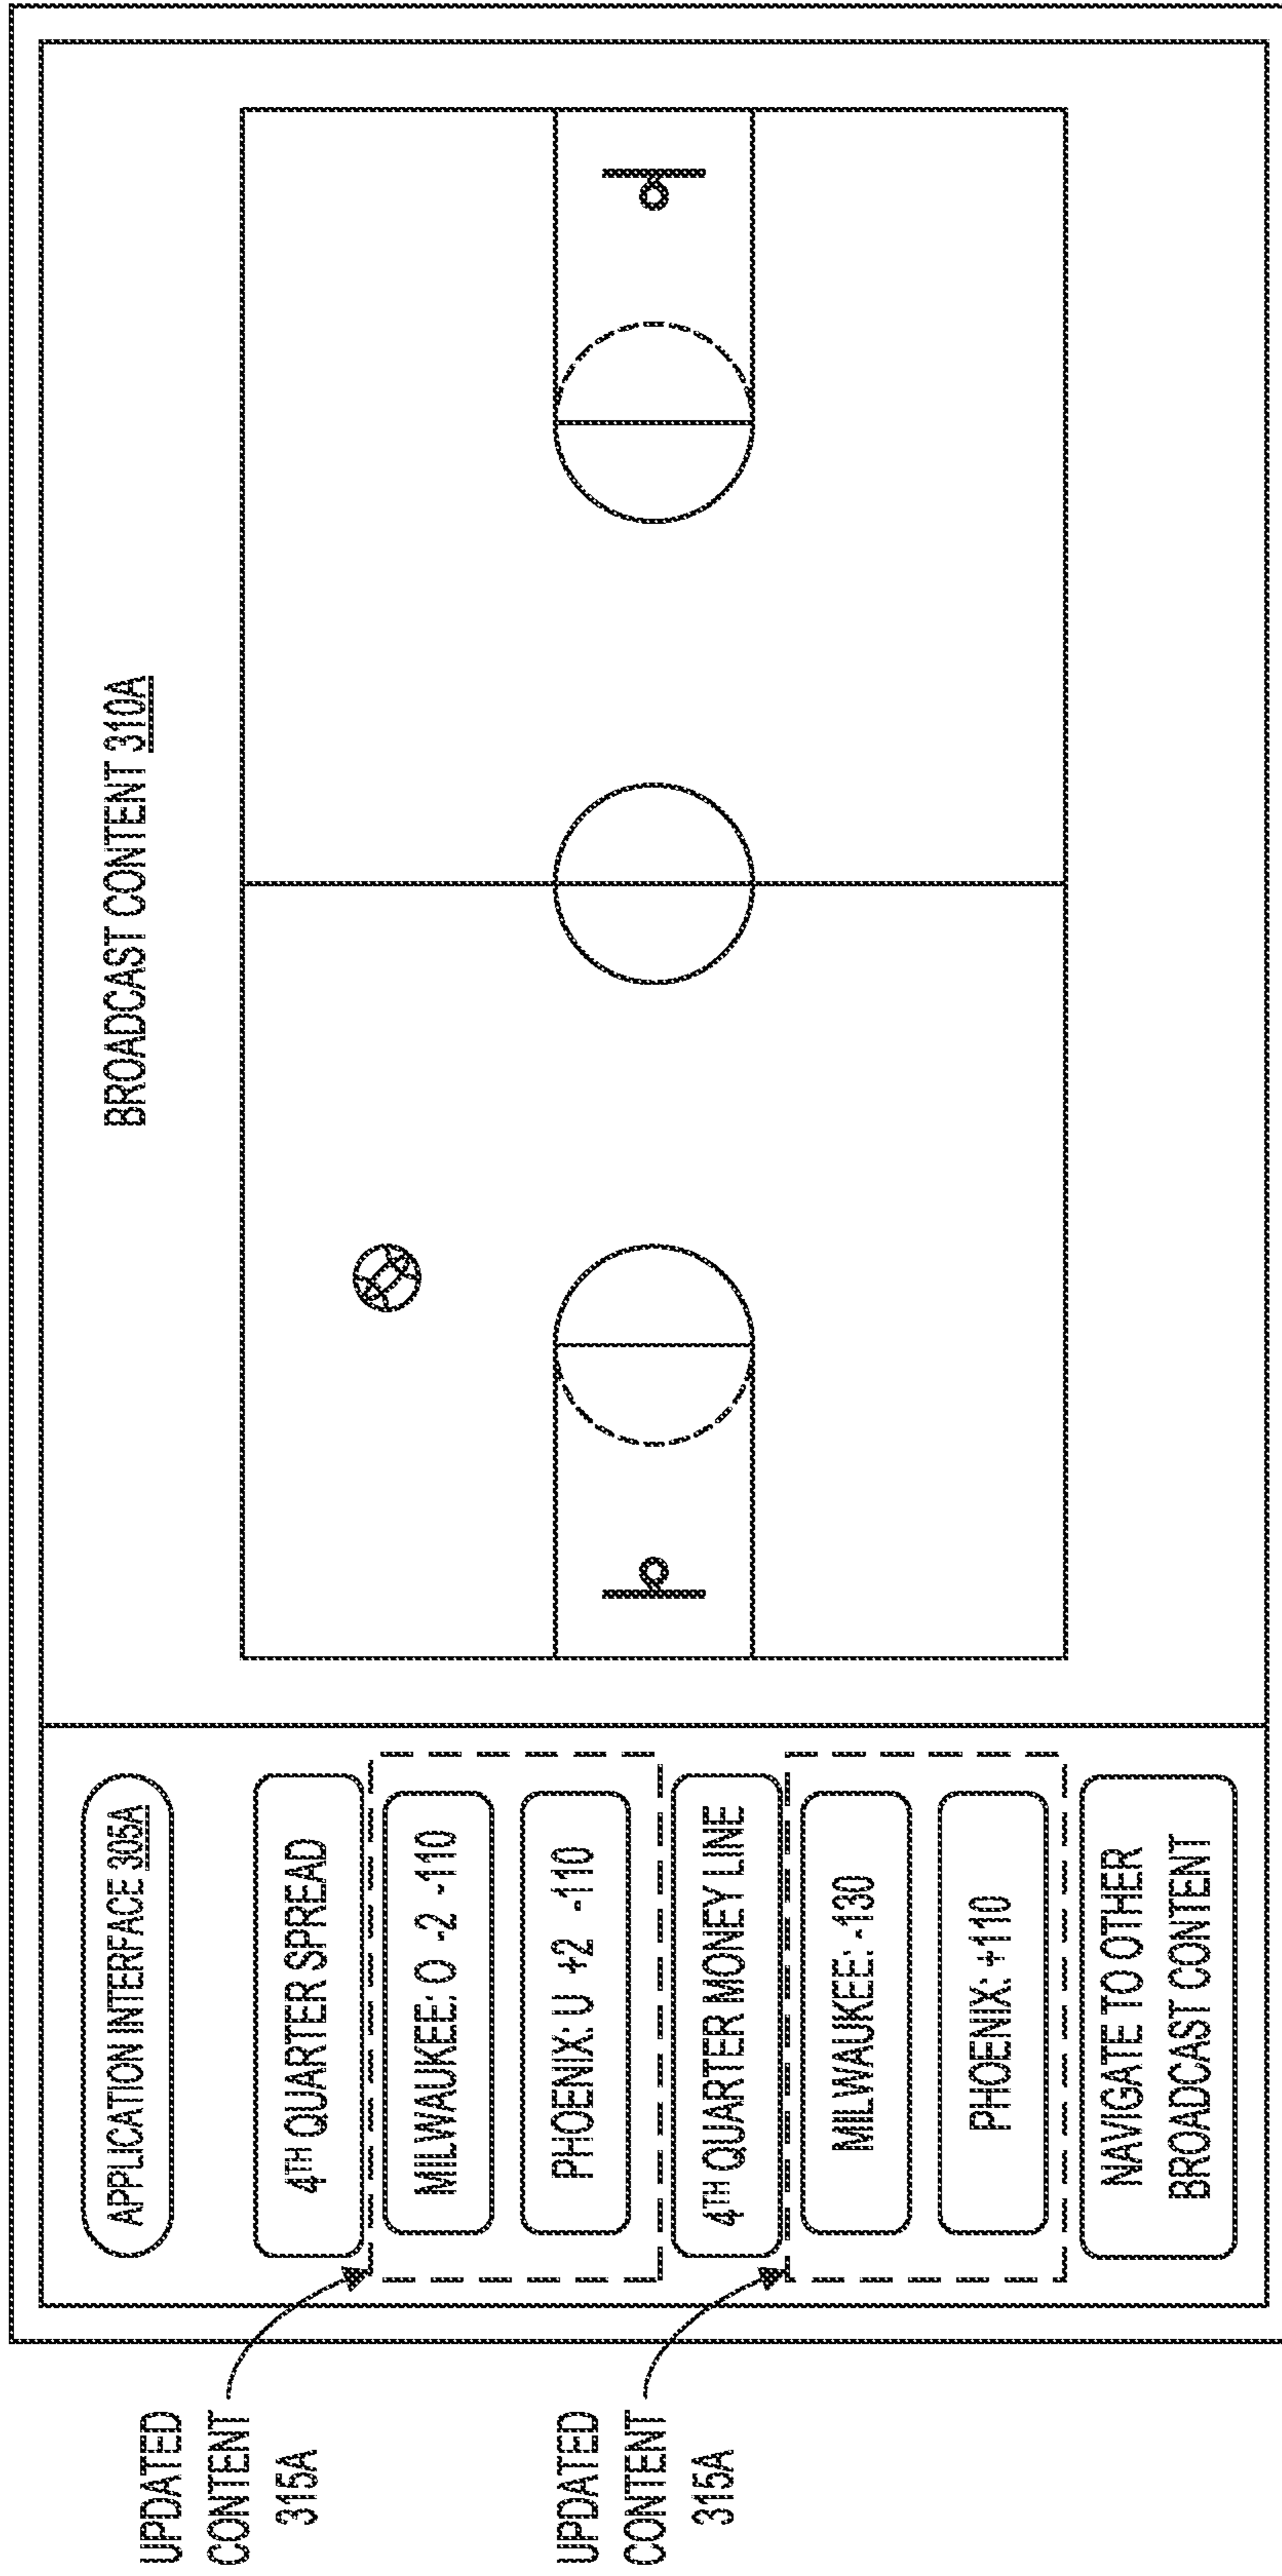 BROADCAST CONTENT 310A
APPLICATION INTERFACE 305A
4TH QUARTER SPREAD
UPDATED
CONTENT
315A
MILWAUKEE: O -2 -110
PHOENIX: U +2 -110
4TH QUARTER MONEY LINE
UPDATED
CONTENT
315A
MILWAUKEE: -130
PHOENIX: +110
NAVIGATE TO OTHER
BROADCAST CONTENT